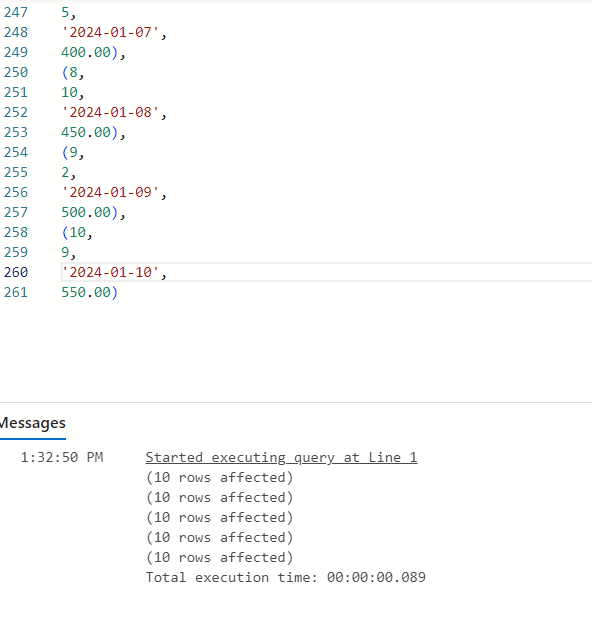 247 5,
248 '2024-01-07',
249 400.00),
250 (8,
251 10,
252 '2024-01-08',
253 450.00),
254 (9,
255 2,
256 '2024-01-09',
257 500.00),
258 (10,
259 9,
260 '2024-01-10',
261 550.00)
Messages
1:32:50 PM Started executing query at Line 1
(10 rows affected)
(10 rows affected)
(10 rows affected)
(10 rows affected)
(10 rows affected)
Total execution time: 00:00:00.089